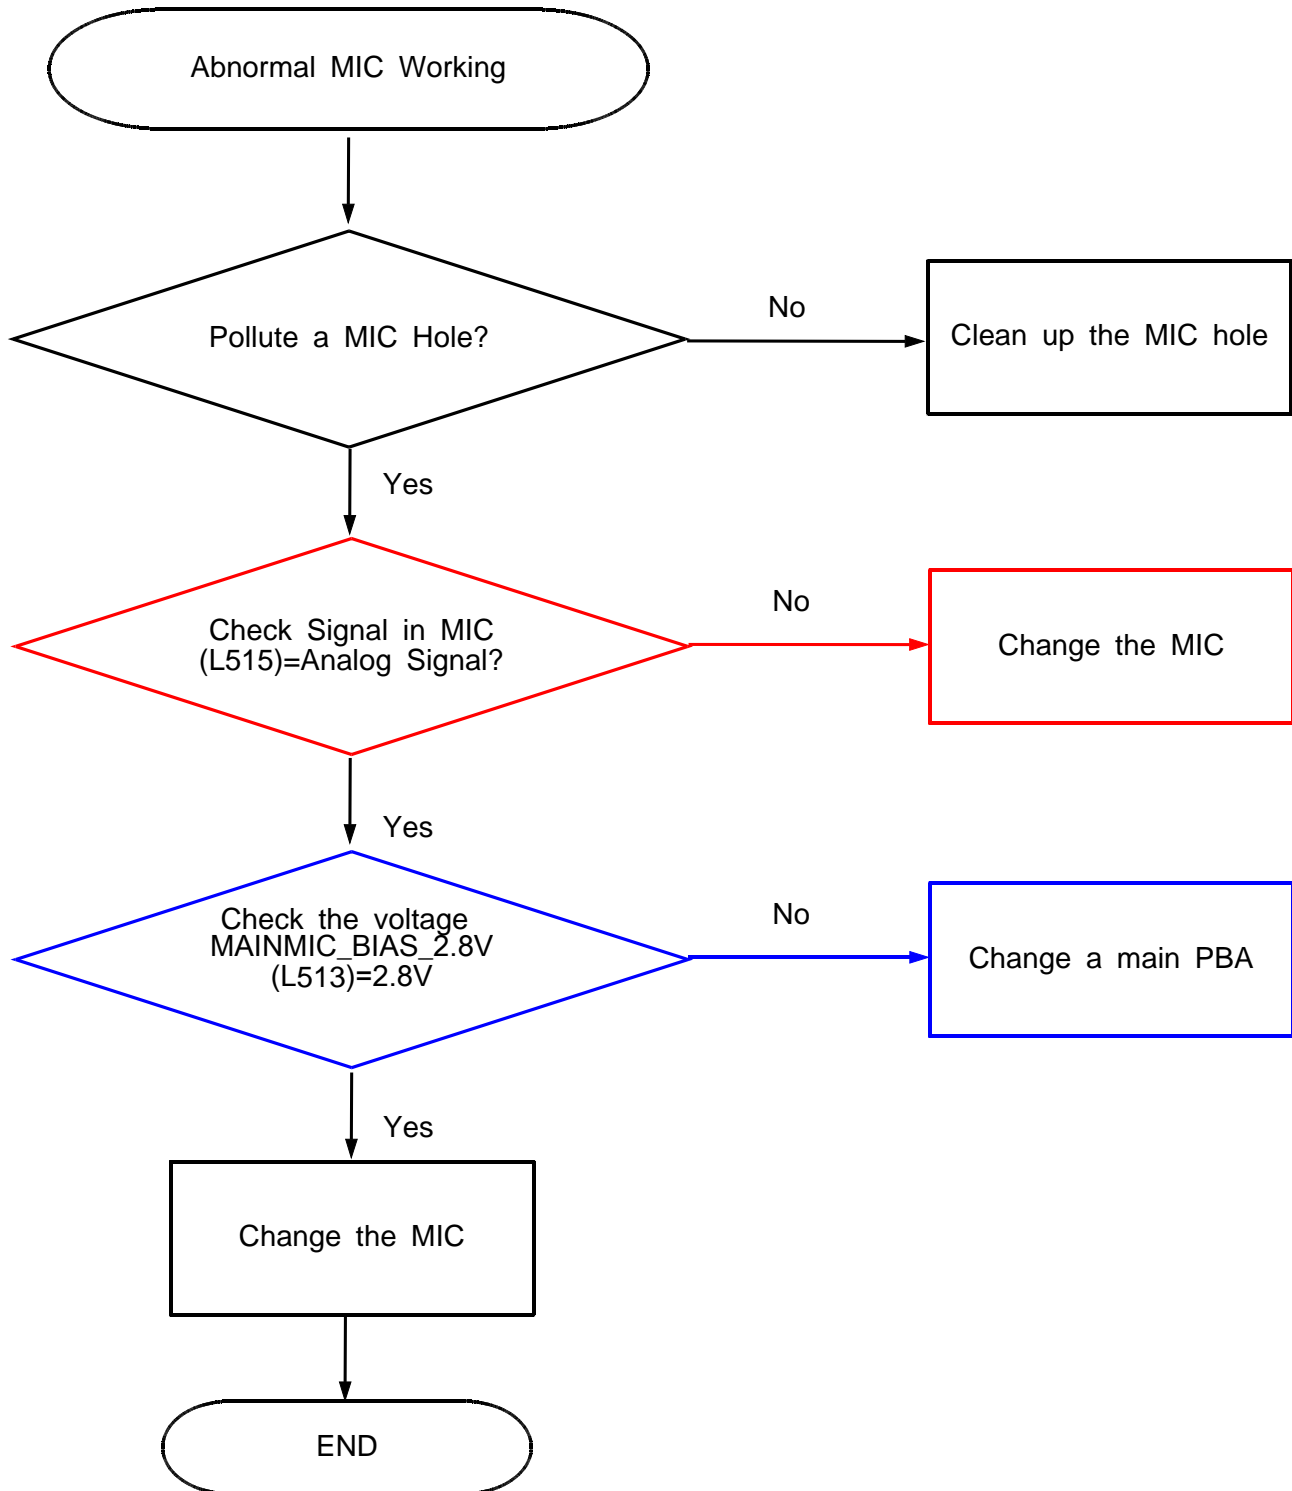 Abnormal MIC Working
Pollute a MIC Hole?
No
Clean up the MIC hole
Yes
Check Signal in MIC
(L515)=Analog Signal?
No
Change the MIC
Yes
Check the voltage
MAINMIC_BIAS_2.8V
(L513)=2.8V
No
Change a main PBA
Yes
Change the MIC
END